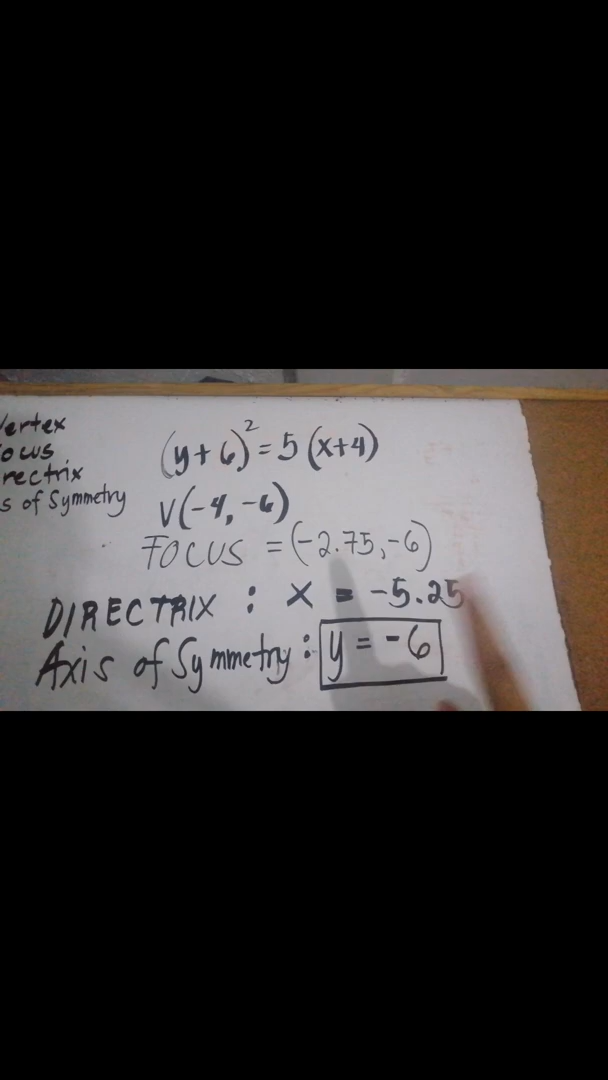 Vertex
ocus
rectrix
s of Symmetry
(y+6)²=5(x+4)
V(-4,-6)
FOCUS =(-2.75,-6)
DIRECTRIX : x = -5.25
Axis of Symmetry: y = -6